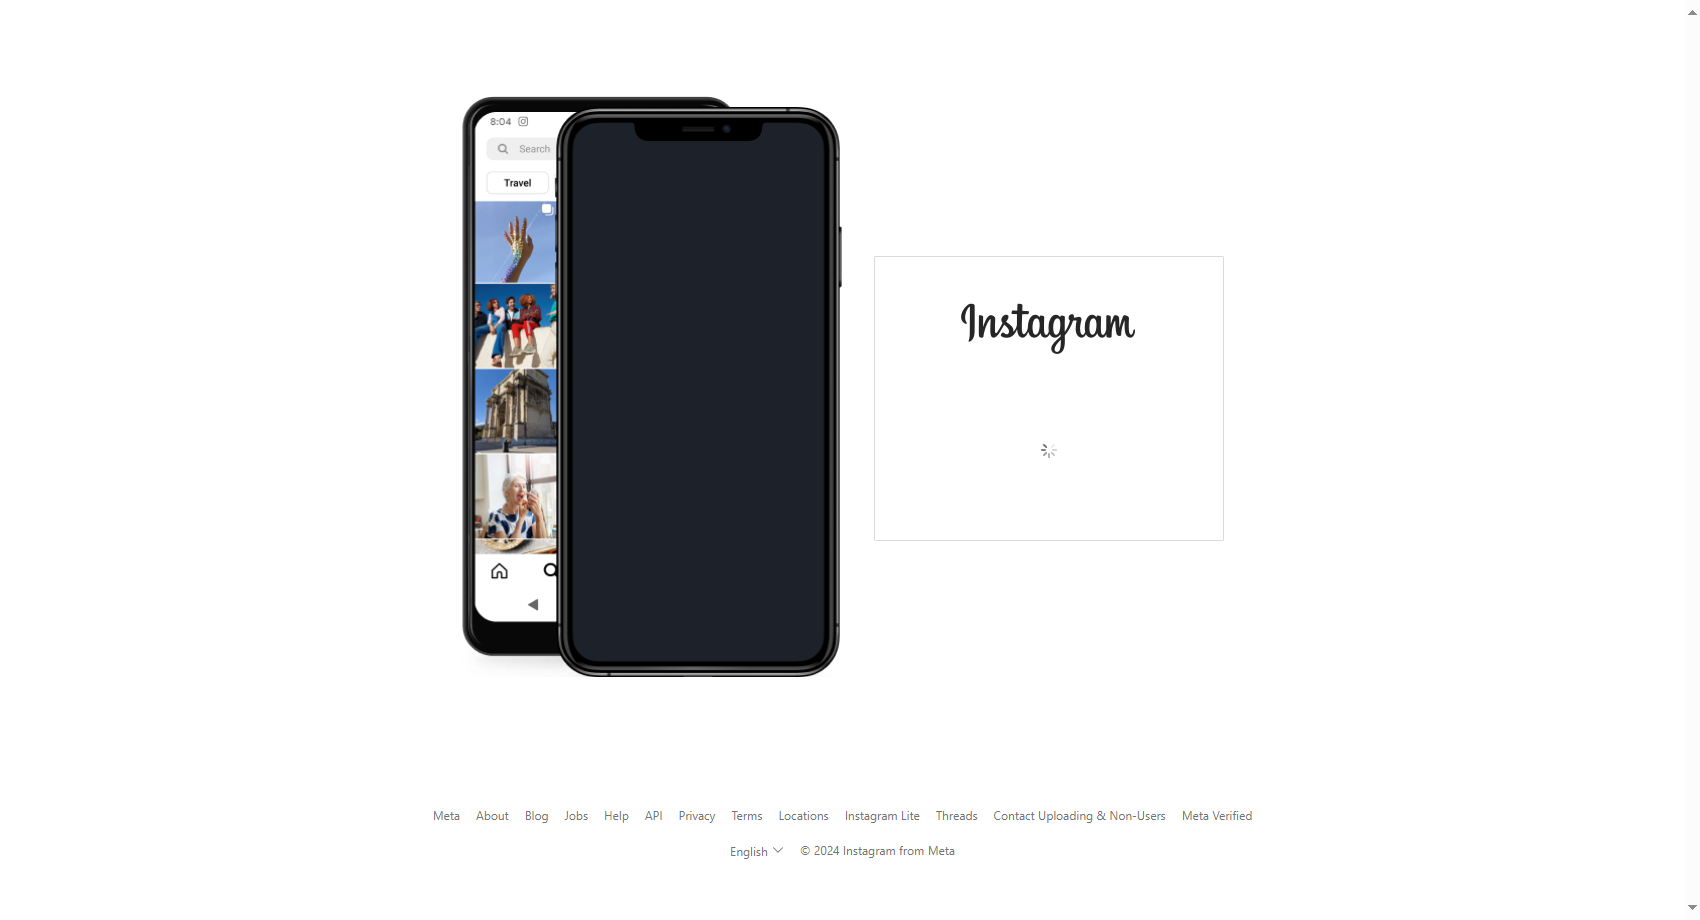 8:04
Search
Travel
Instagram
Meta About Blog Jobs Help API Privacy Terms Locations Instagram Lite Threads Contact Uploading & Non-Users Meta Verified
English © 2024 Instagram from Meta